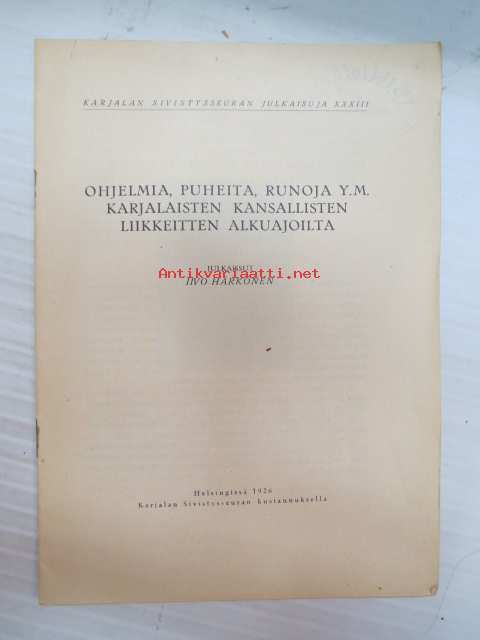 KARJALAN SIVISTYSSEURAN JULKAISUJA XXXIII
OHJELMIA, PUHEITA, RUNOJA Y.M.
KARJALAISTEN KANSALLISTEN
LIIKKEITTEN ALKUAJOILTA
JULKAISSUT
Antikvariaatti.net
IIVO HÄRKÖNEN
Helsingissä 1926
Karjalan Sivistysseuran kustannuksella